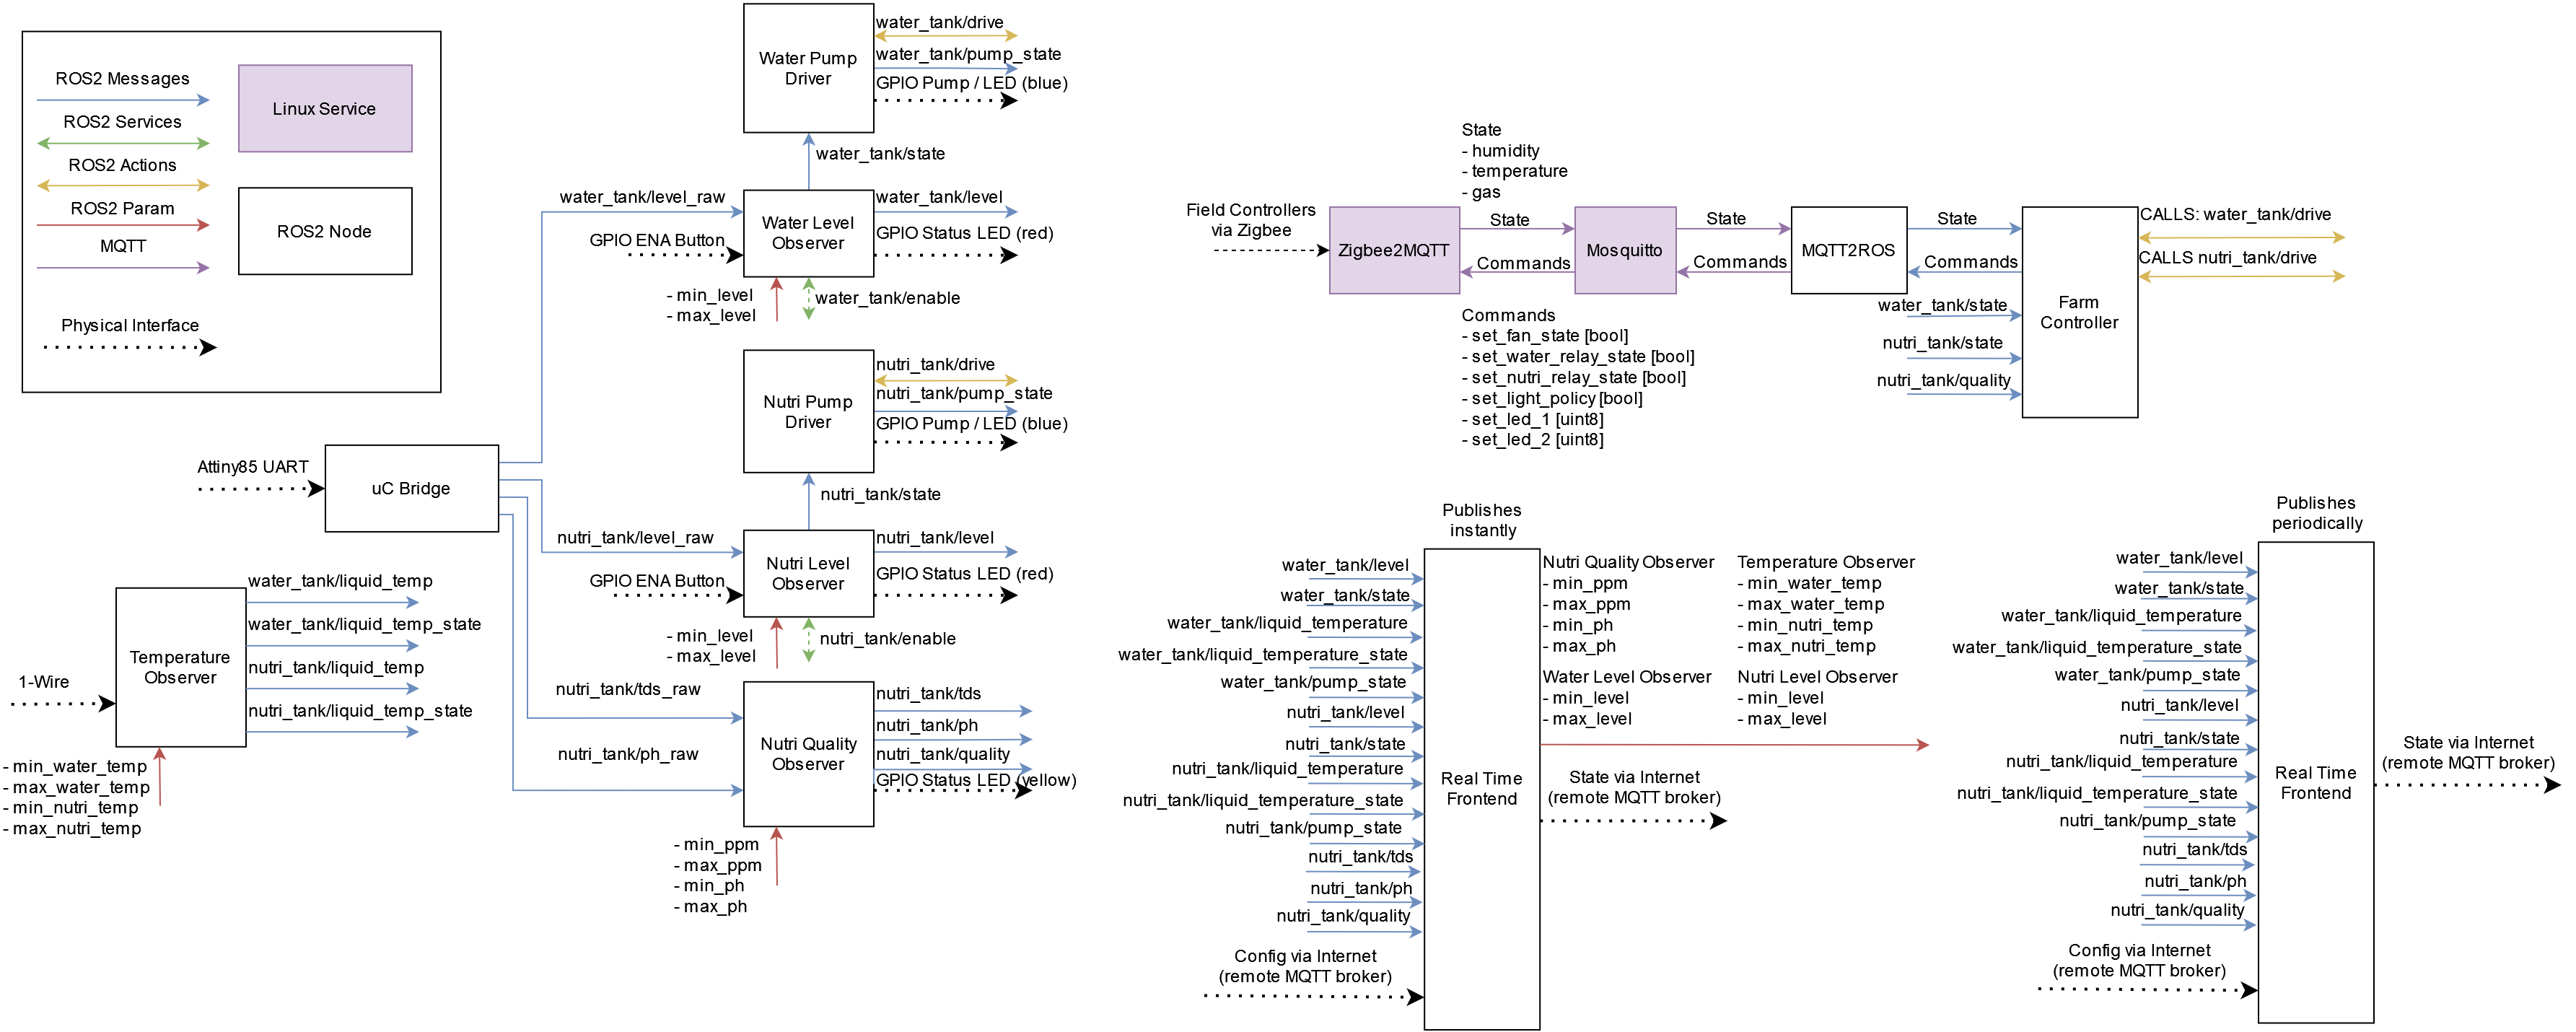 ROS2 Messages
ROS2 Services
ROS2 Actions
ROS2 Param
MQTT
Physical Interface
Linux Service
ROS2 Node
Water Pump
Driver
water_tank/drive
water_tank/pump_state
GPIO Pump / LED (blue)
water_tank/state
water_tank/level_raw
GPIO ENA Button
Water Level
Observer
water_tank/level
GPIO Status LED (red)
- min_level
- max_level
water_tank/enable
Nutri Pump
Driver
nutri_tank/drive
nutri_tank/pump_state
GPIO Pump / LED (blue)
nutri_tank/state
Attiny85 UART
uC Bridge
nutri_tank/level_raw
GPIO ENA Button
Nutri Level
Observer
nutri_tank/level
GPIO Status LED (red)
- min_level
- max_level
nutri_tank/enable
nutri_tank/tds_raw
nutri_tank/ph_raw
Nutri Quality
Observer
nutri_tank/tds
nutri_tank/ph
nutri_tank/quality
GPIO Status LED (yellow)
- min_ppm
- max_ppm
- min_ph
- max_ph
1-Wire
Temperature
Observer
water_tank/liquid_temp
water_tank/liquid_temp_state
nutri_tank/liquid_temp
nutri_tank/liquid_temp_state
- min_water_temp
- max_water_temp
- min_nutri_temp
- max_nutri_temp
State
- humidity
- temperature
- gas
Field Controllers
via Zigbee
Zigbee2MQTT
State
Commands
Mosquitto
State
Commands
MQTT2ROS
State
Commands
water_tank/state
nutri_tank/state
nutri_tank/quality
Farm
Controller
CALLS: water_tank/drive
CALLS nutri_tank/drive
Commands
- set_fan_state [bool]
- set_water_relay_state [bool]
- set_nutri_relay_state [bool]
- set_light_policy [bool]
- set_led_1 [uint8]
- set_led_2 [uint8]
Publishes
instantly
water_tank/level
water_tank/state
water_tank/liquid_temperature
water_tank/liquid_temperature_state
water_tank/pump_state
nutri_tank/level
nutri_tank/state
nutri_tank/liquid_temperature
nutri_tank/liquid_temperature_state
nutri_tank/pump_state
nutri_tank/tds
nutri_tank/ph
nutri_tank/quality
Config via Internet
(remote MQTT broker)
Real Time
Frontend
Nutri Quality Observer
- min_ppm
- max_ppm
- min_ph
- max_ph
Temperature Observer
- min_water_temp
- max_water_temp
- min_nutri_temp
- max_nutri_temp
Water Level Observer
- min_level
- max_level
Nutri Level Observer
- min_level
- max_level
State via Internet
(remote MQTT broker)
Publishes
periodically
water_tank/level
water_tank/state
water_tank/liquid_temperature
water_tank/liquid_temperature_state
water_tank/pump_state
nutri_tank/level
nutri_tank/state
nutri_tank/liquid_temperature
nutri_tank/liquid_temperature_state
nutri_tank/pump_state
nutri_tank/tds
nutri_tank/ph
nutri_tank/quality
Config via Internet
(remote MQTT broker)
Real Time
Frontend
State via Internet
(remote MQTT broker)